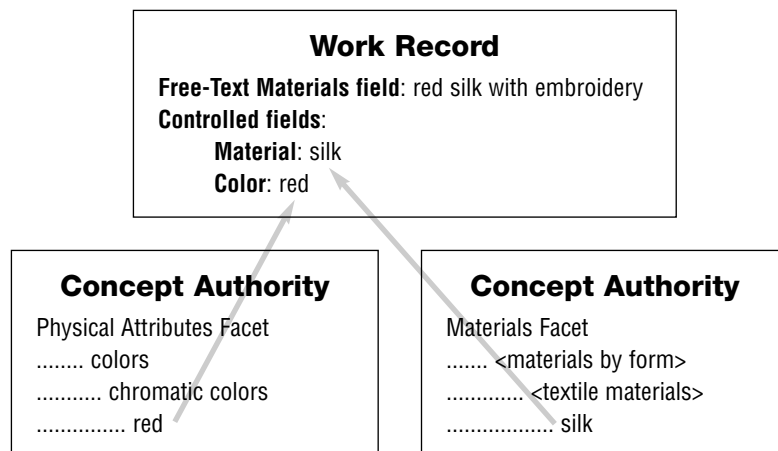 Work Record
Free-Text Materials field: red silk with embroidery
Controlled fields:
Material: silk
Color: red
Concept Authority
Physical Attributes Facet
........ colors
........... chromatic colors
............... red
Concept Authority
Materials Facet
....... <materials by form>
............. <textile materials>
.................. silk